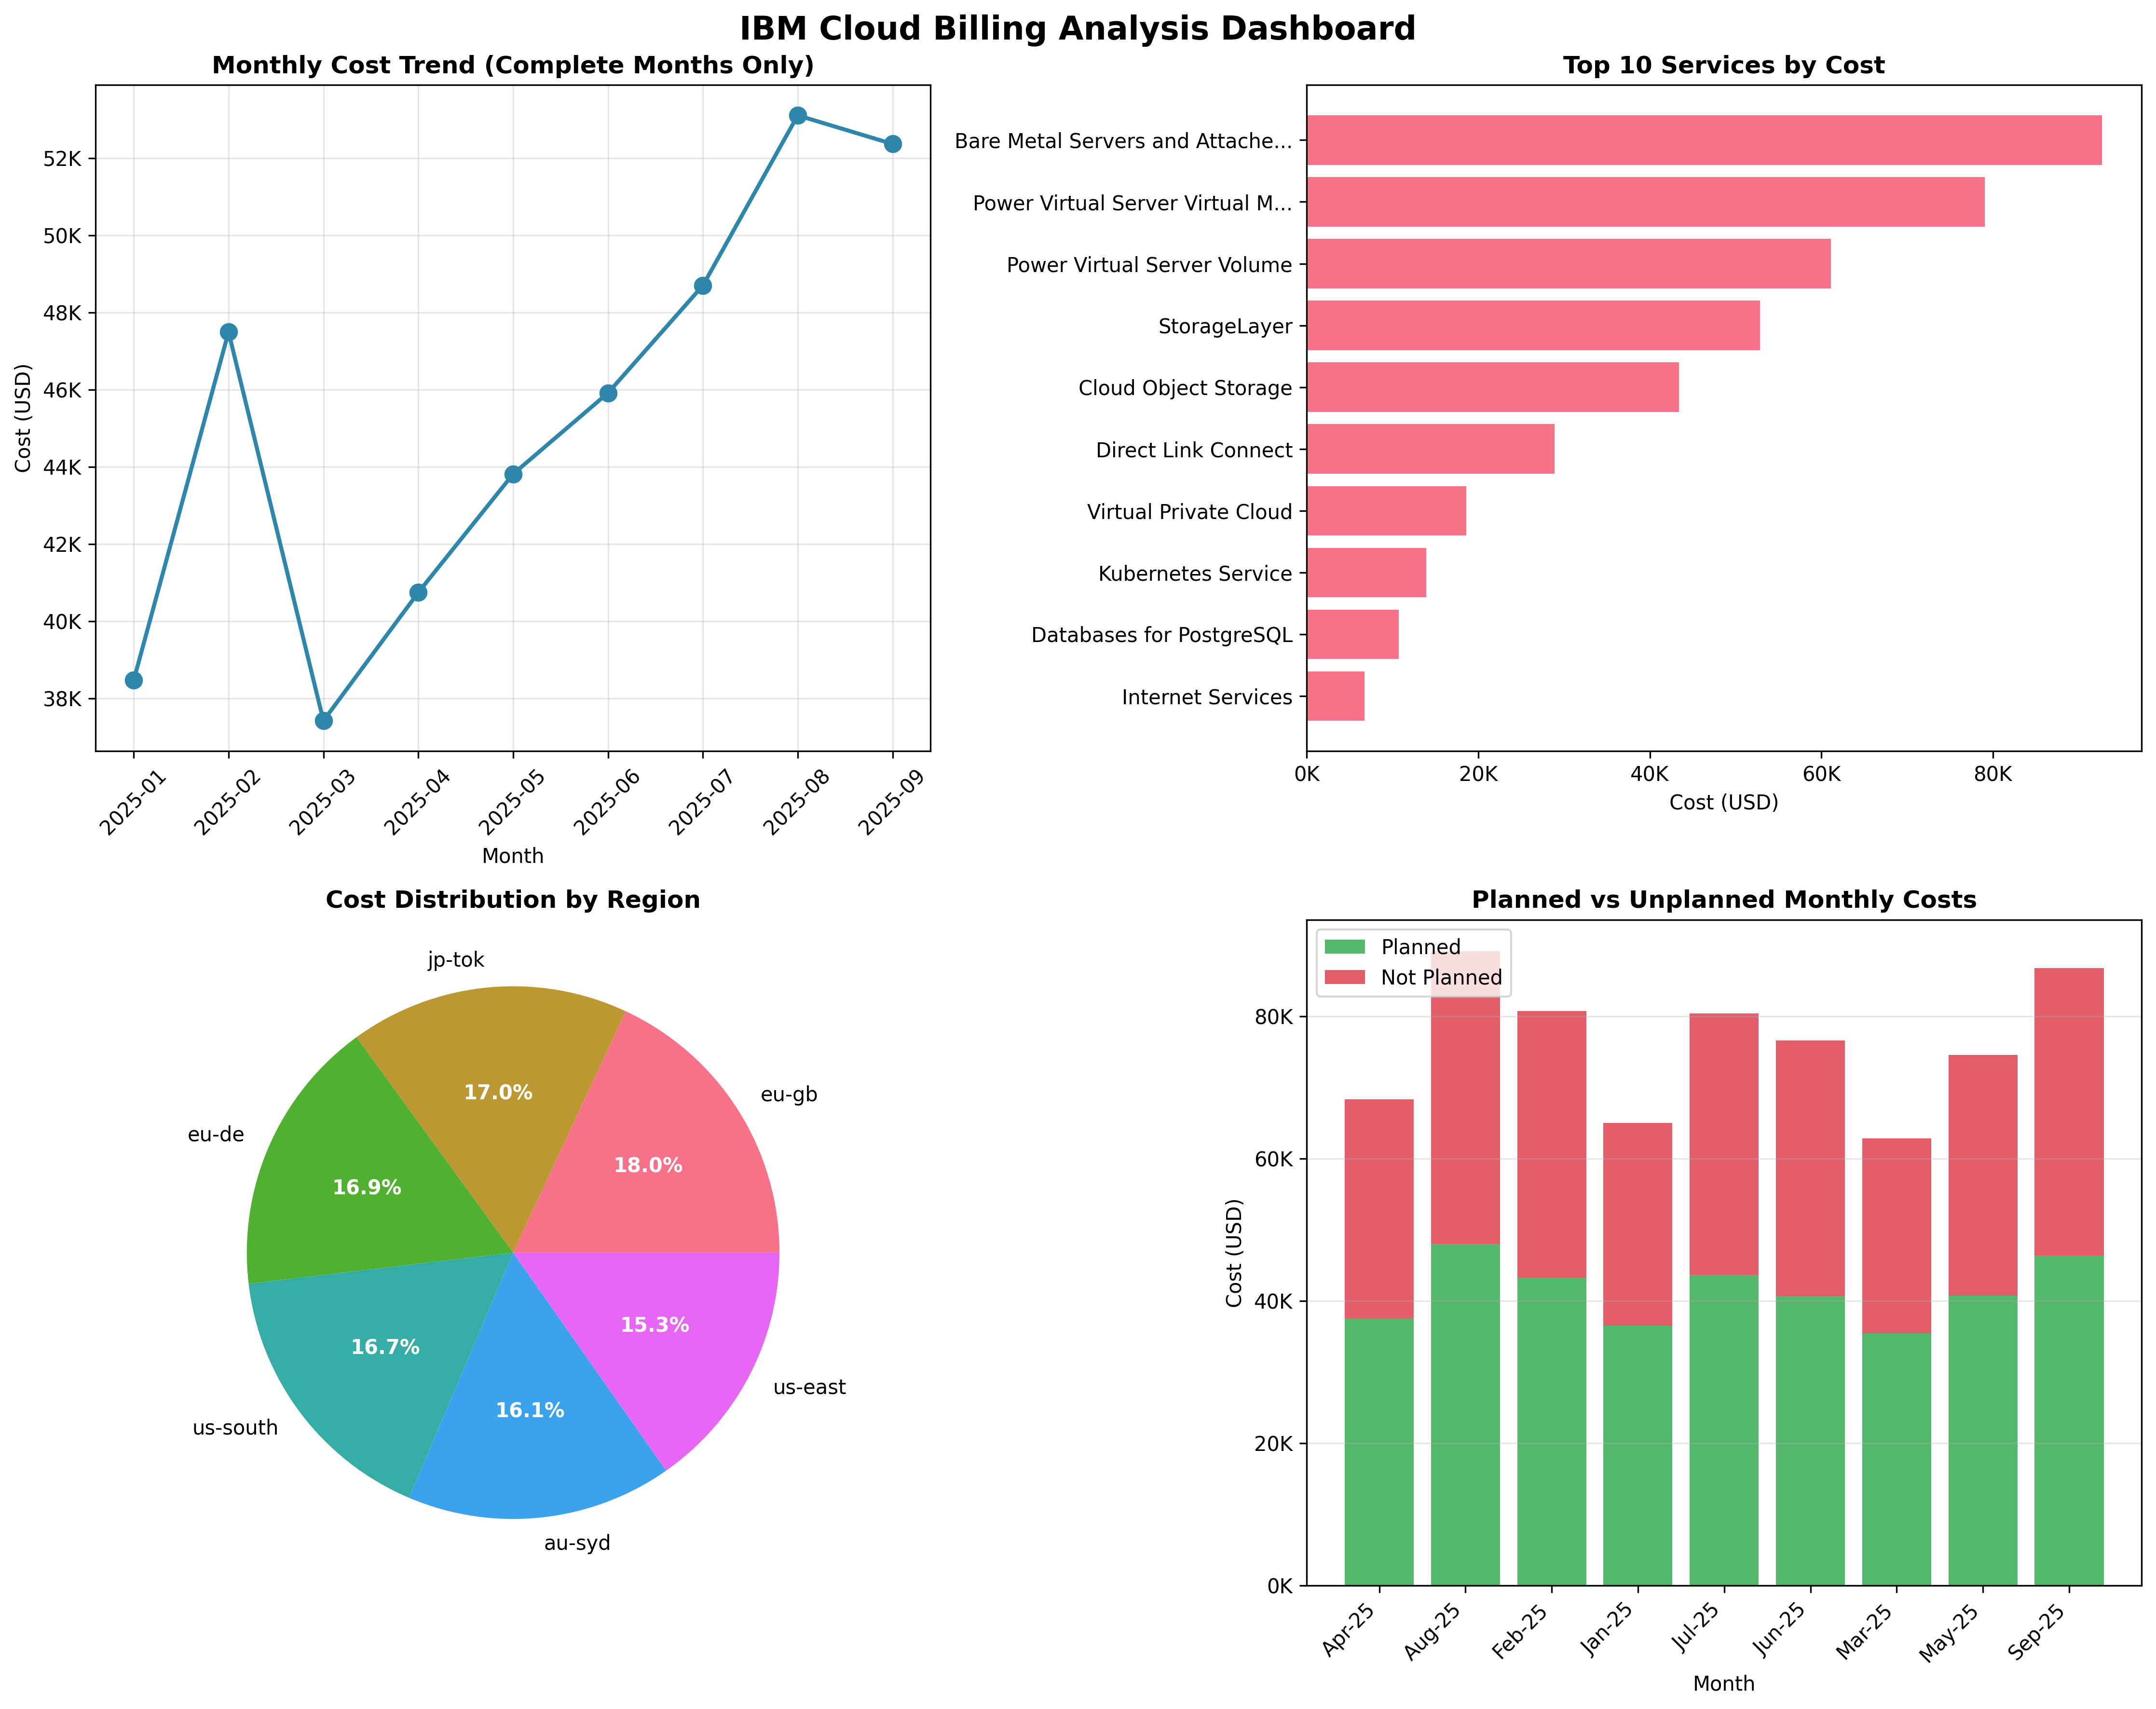 IBM Cloud Billing Analysis Dashboard
Monthly Cost Trend (Complete Months Only)
52K
50K
48K
46K
44K
42K
40K
38K
Cost (USD)
2025-01
2025-02
2025-03
2025-04
2025-05
2025-06
2025-07
2025-08
2025-09
Month
Top 10 Services by Cost
Bare Metal Servers and Attache...
Power Virtual Server Virtual M...
Power Virtual Server Volume
StorageLayer
Cloud Object Storage
Direct Link Connect
Virtual Private Cloud
Kubernetes Service
Databases for PostgreSQL
Internet Services
0K
20K
40K
60K
80K
Cost (USD)
Cost Distribution by Region
jp-tok
eu-gb
eu-de
us-south
au-syd
us-east
17.0%
18.0%
16.9%
16.7%
16.1%
15.3%
Planned vs Unplanned Monthly Costs
Planned
Not Planned
80K
60K
40K
20K
0K
Cost (USD)
Apr-25
Aug-25
Feb-25
Jan-25
Jul-25
Jun-25
Mar-25
May-25
Sep-25
Month